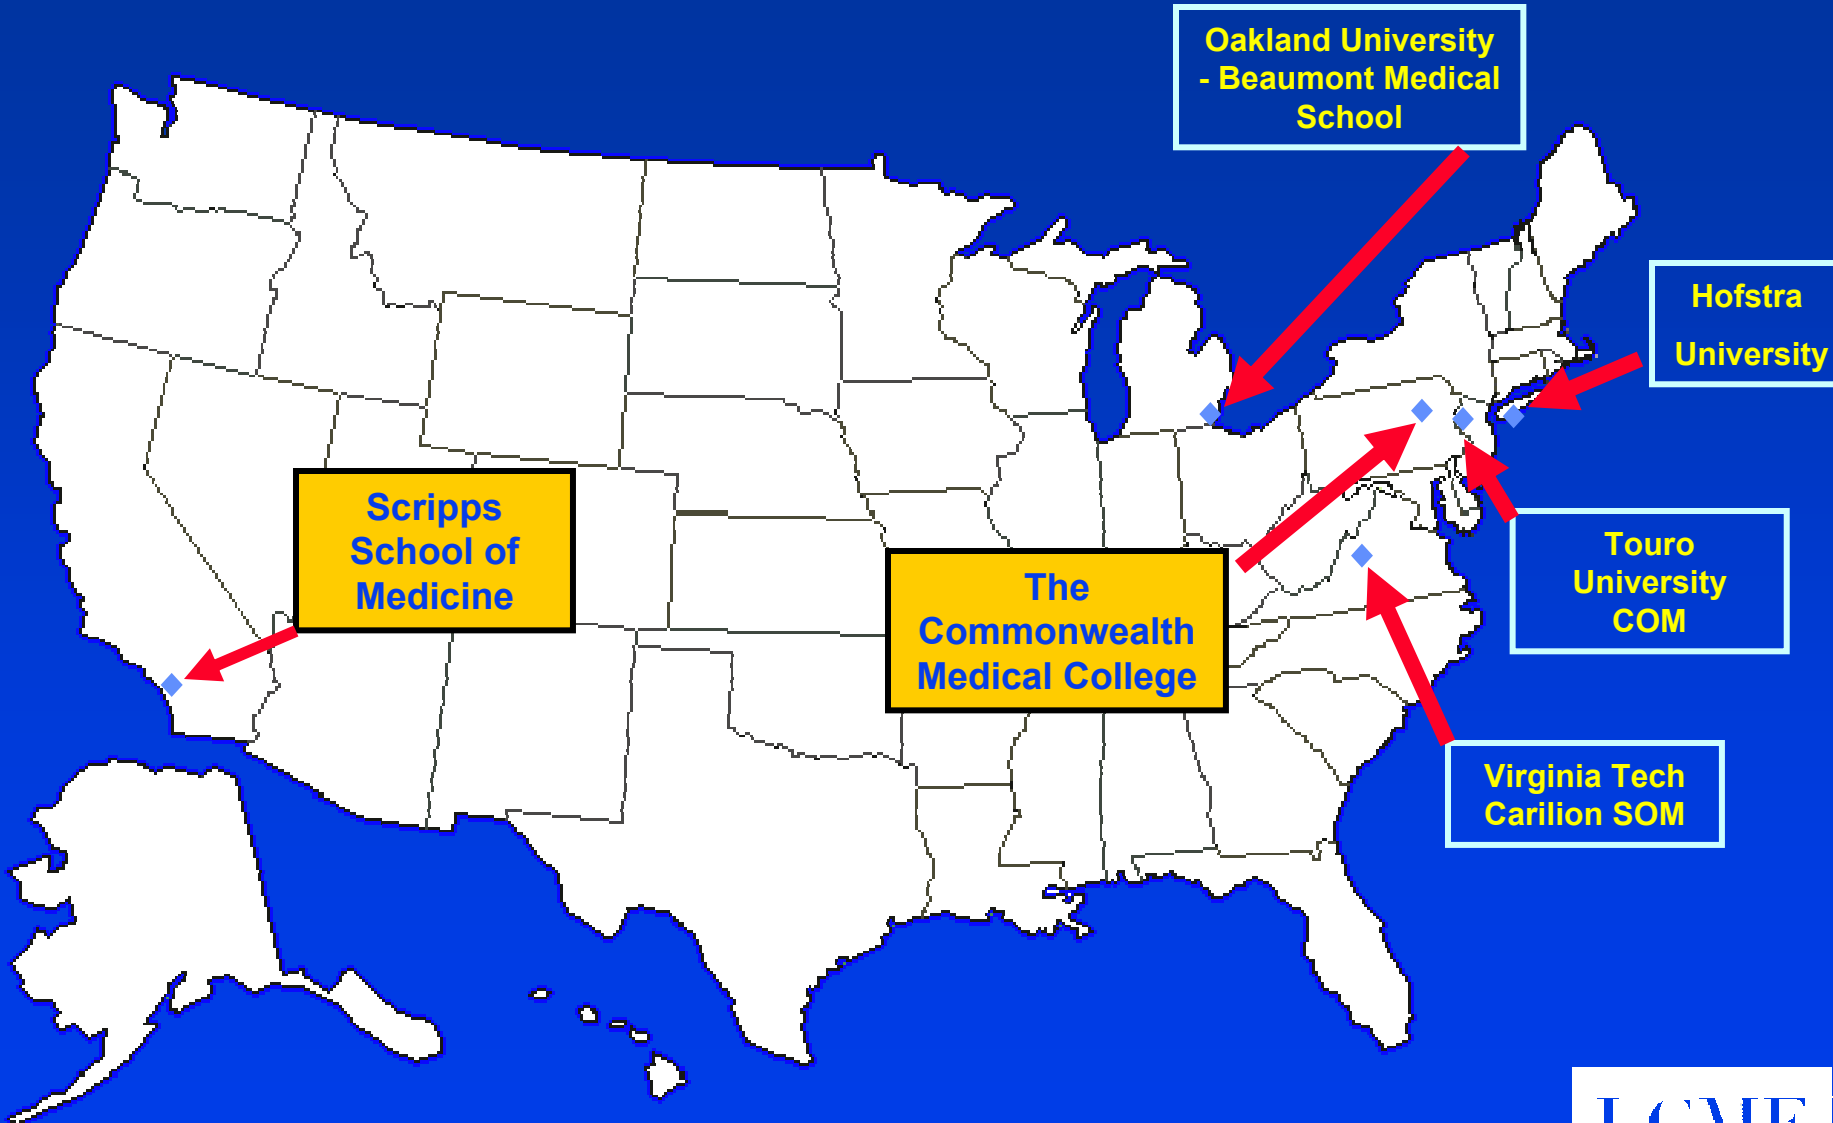 Oakland University
- Beaumont Medical
School
Hofstra
University
Scripps
School of
Medicine
The
Commonwealth
Medical College
Touro
University
COM
Virginia Tech
Carilion SOM
LCME